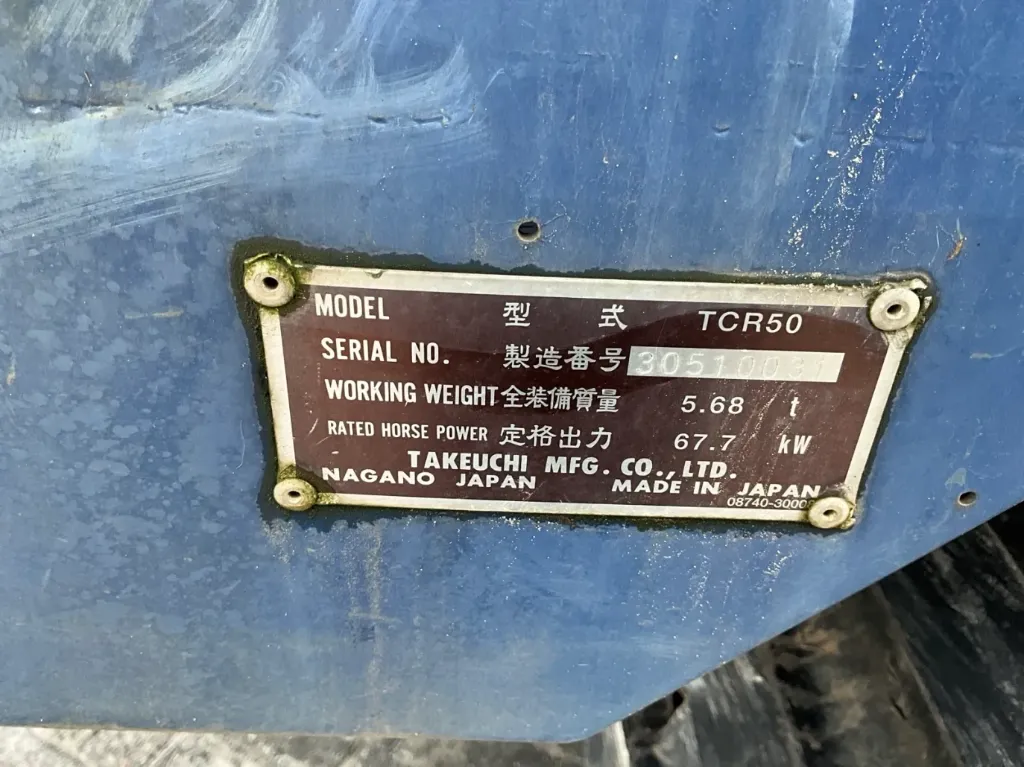 MODEL 型式 TCR50
SERIAL NO. 製造番号 30510031
WORKING WEIGHT 全装備質量 5.68 t
RATED HORSE POWER 定格出力 67.7 kW
TAKEUCHI MFG. CO., LTD.
NAGANO JAPAN MADE IN JAPAN